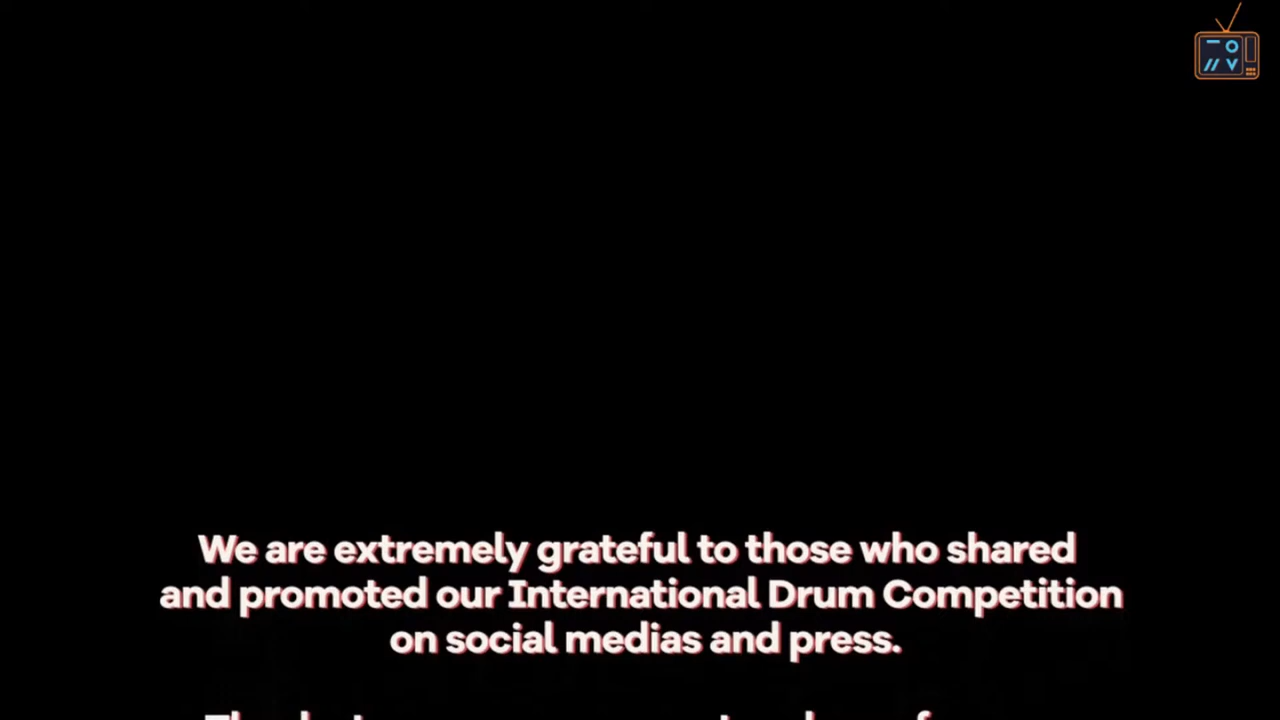 We are extremely grateful to those who shared
and promoted our International Drum Competition
on social medias and press.